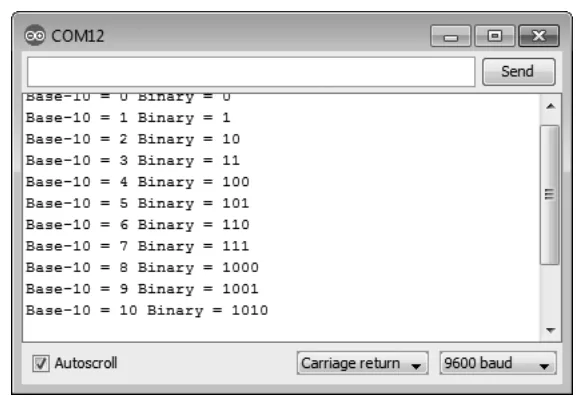 COM12
Send
Base-10 = 0 Binary = 0
Base-10 = 1 Binary = 1
Base-10 = 2 Binary = 10
Base-10 = 3 Binary = 11
Base-10 = 4 Binary = 100
Base-10 = 5 Binary = 101
Base-10 = 6 Binary = 110
Base-10 = 7 Binary = 111
Base-10 = 8 Binary = 1000
Base-10 = 9 Binary = 1001
Base-10 = 10 Binary = 1010
Autoscroll
Carriage return
9600 baud